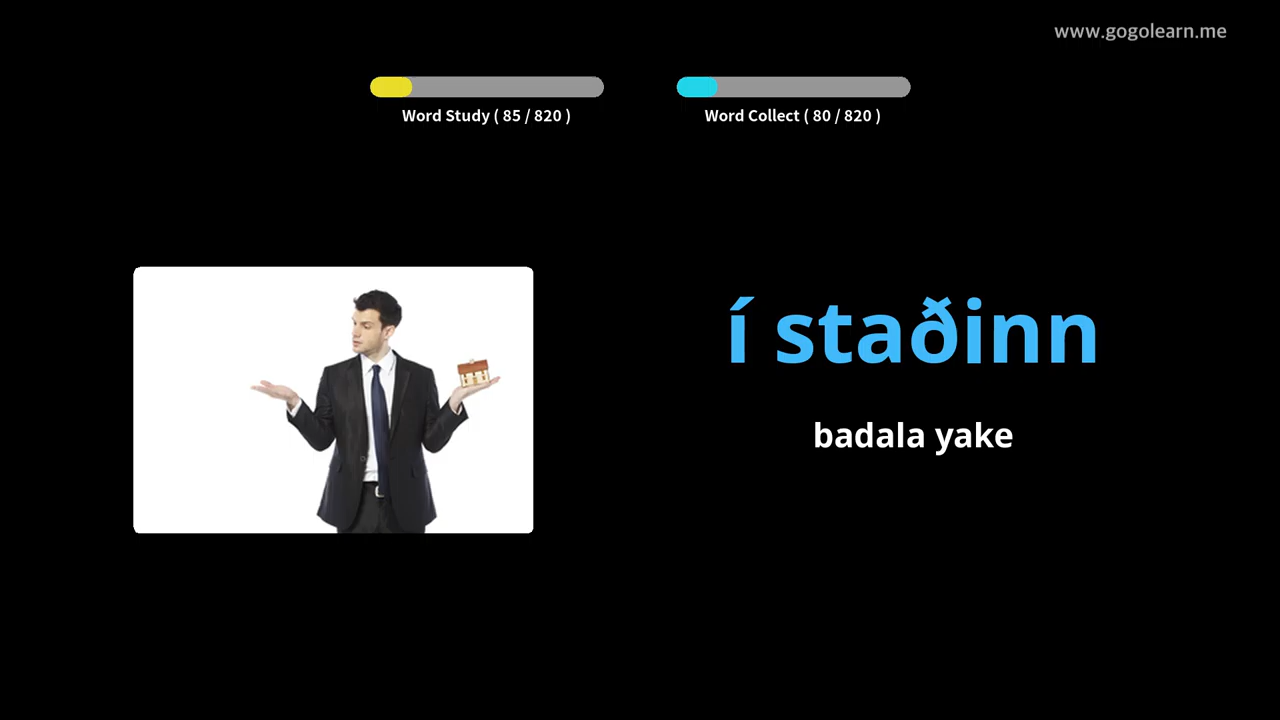 www.gogolearn.me
Word Study ( 85 / 820 )
Word Collect ( 80 / 820 )
í staðinn
badala yake